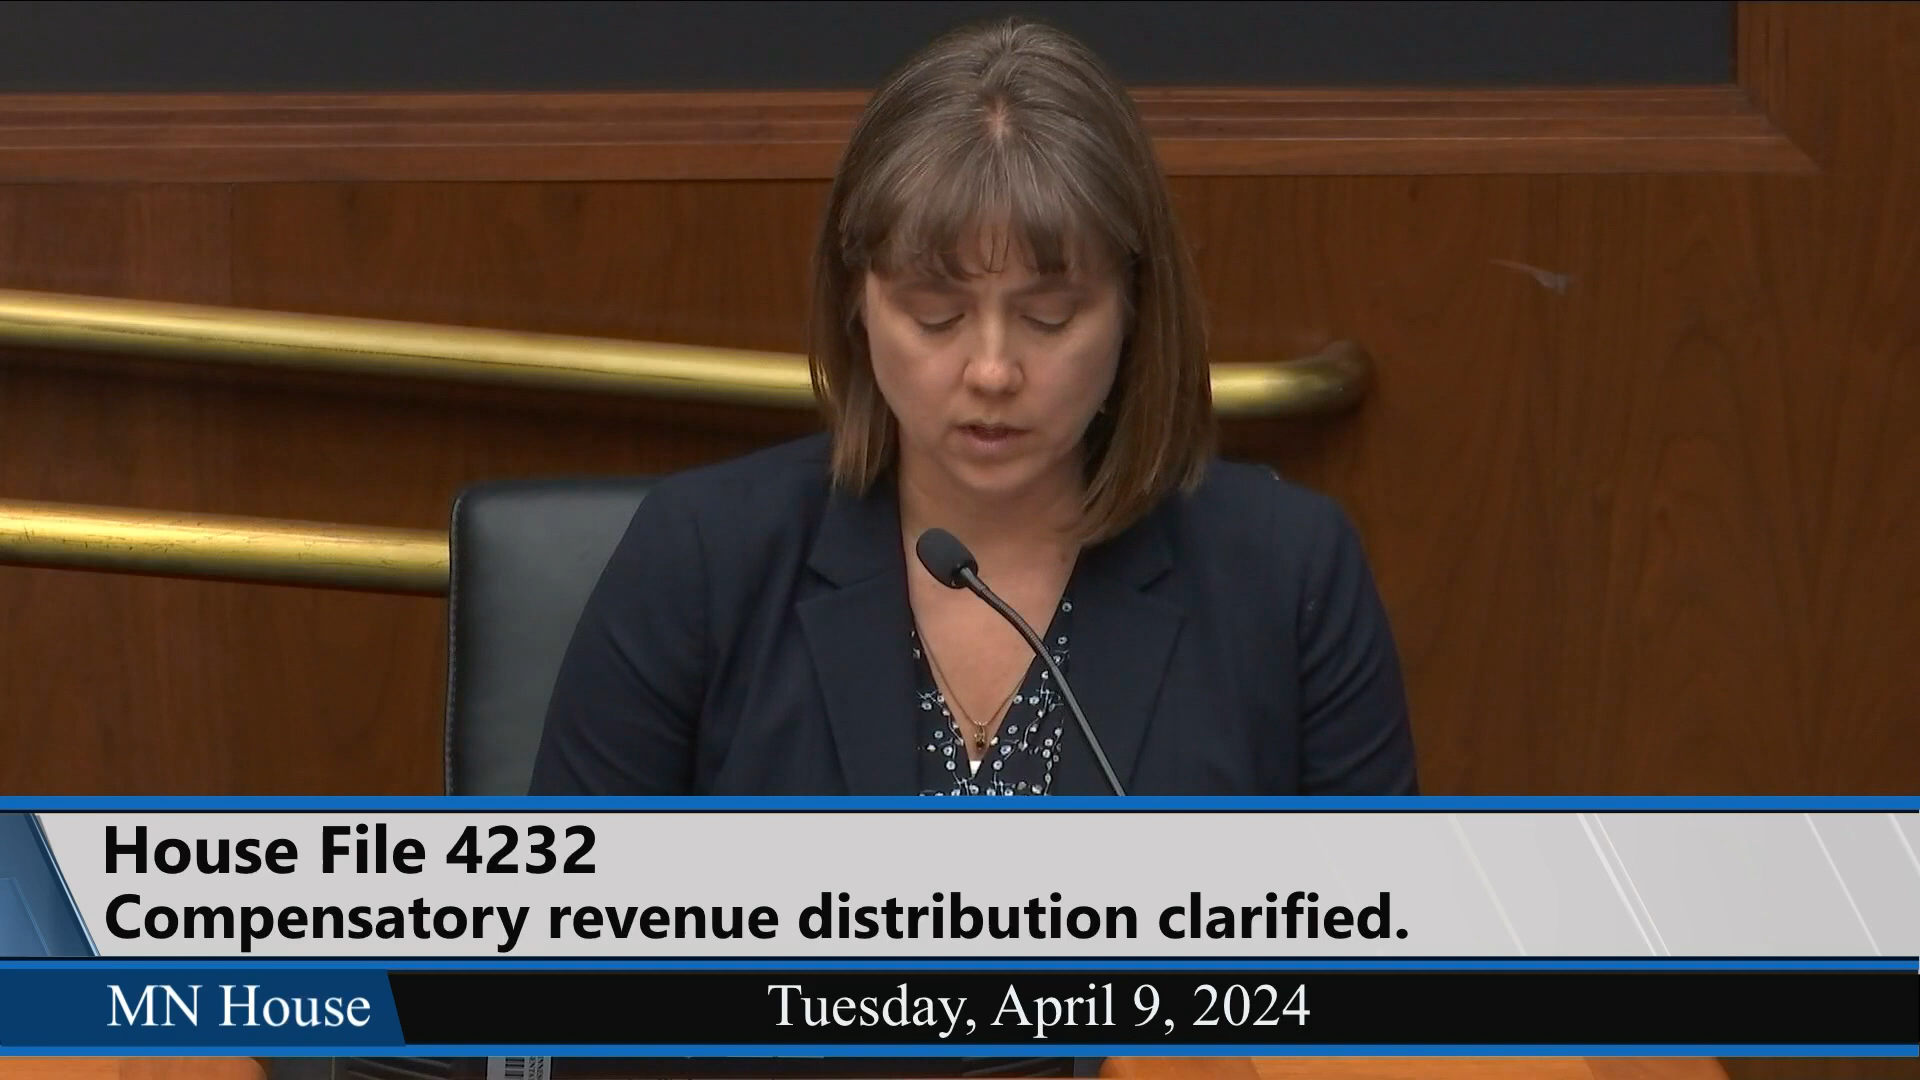 House File 4232
Compensatory revenue distribution clarified.
MN House
Tuesday, April 9, 2024